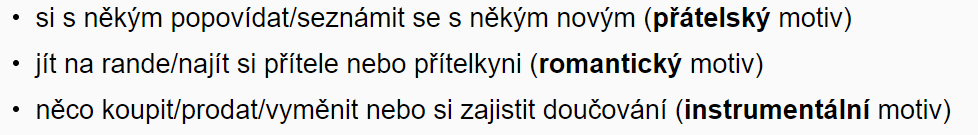 • si s někým popovídat/seznámit se s někým novým (přátelský motiv)
• jít na rande/najít si přítele nebo přítelkyni (romantický motiv)
• něco koupit/prodat/vyměnit nebo si zajistit doučování (instrumentální motiv)